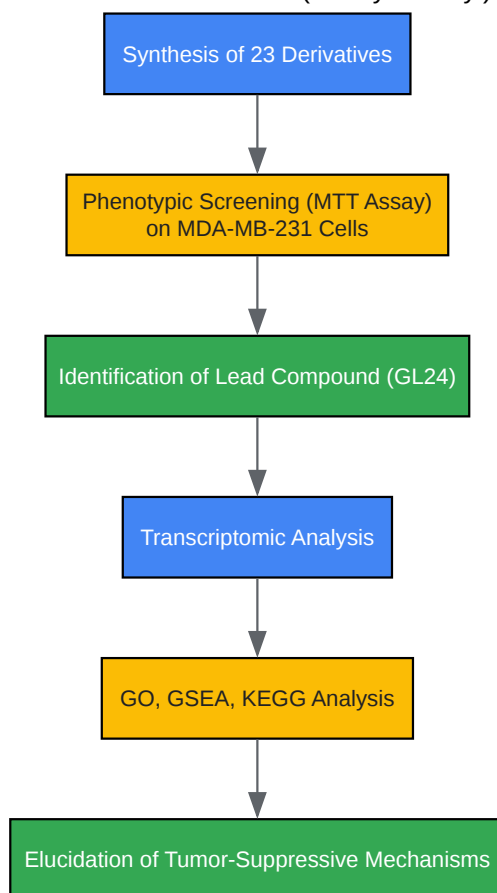 Synthesis of 23 Derivatives
Phenotypic Screening (MTT Assay)
on MDA-MB-231 Cells
Identification of Lead Compound (GL24)
Transcriptomic Analysis
GO, GSEA, KEGG Analysis
Elucidation of Tumor-Suppressive Mechanisms